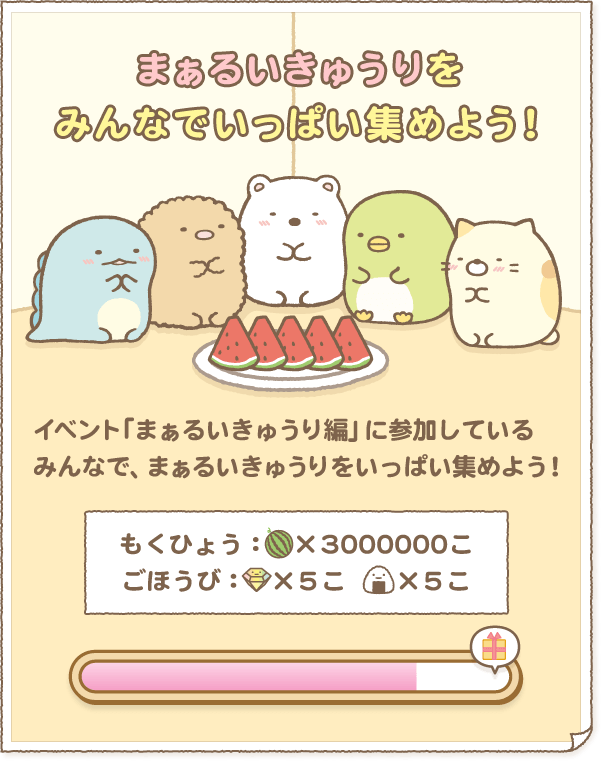 まぁるいきゅうりを
みんなでいっぱい集めよう!
イベント「まぁるいきゅうり編」に参加している
みんなで、まぁるいきゅうりをいっぱい集めよう!
もくひょう:×3000000こ
ごほうび:×5こ ×5こ